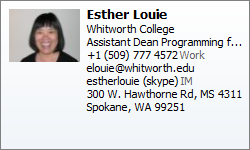 Esther Louie
Whitworth College
Assistant Dean Programming f...
+1 (509) 777 4572 Work
elouie@whitworth.edu
estherlouie (skype) IM
300 W. Hawthorne Rd, MS 4311
Spokane, WA 99251